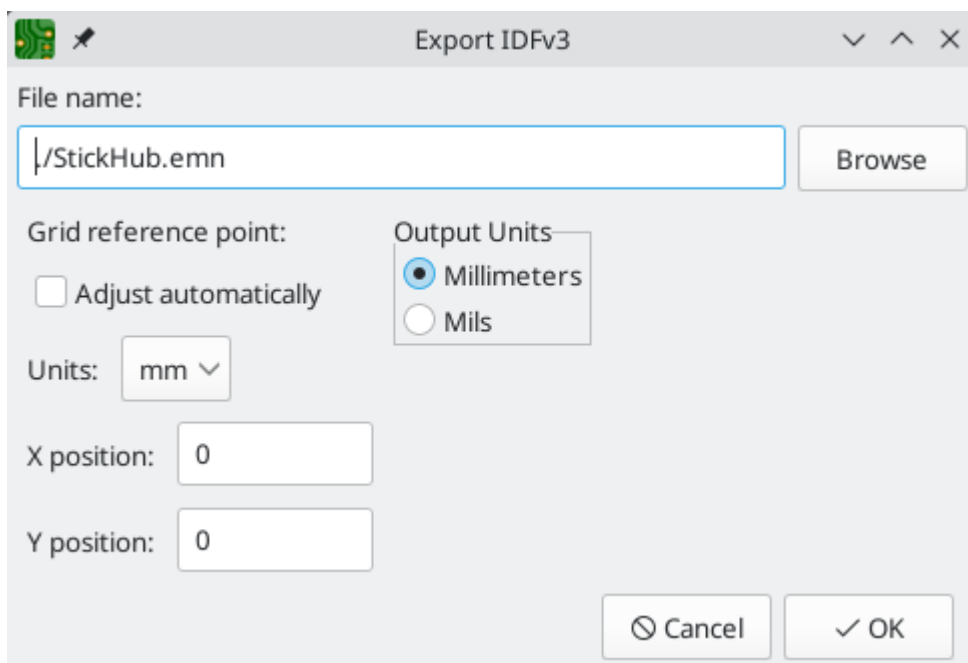 Export IDFv3
File name:
./StickHub.emn
Browse
Grid reference point:
Output Units
Adjust automatically
Millimeters
Mils
Units:
mm
X position:
0
Y position:
0
Cancel
OK